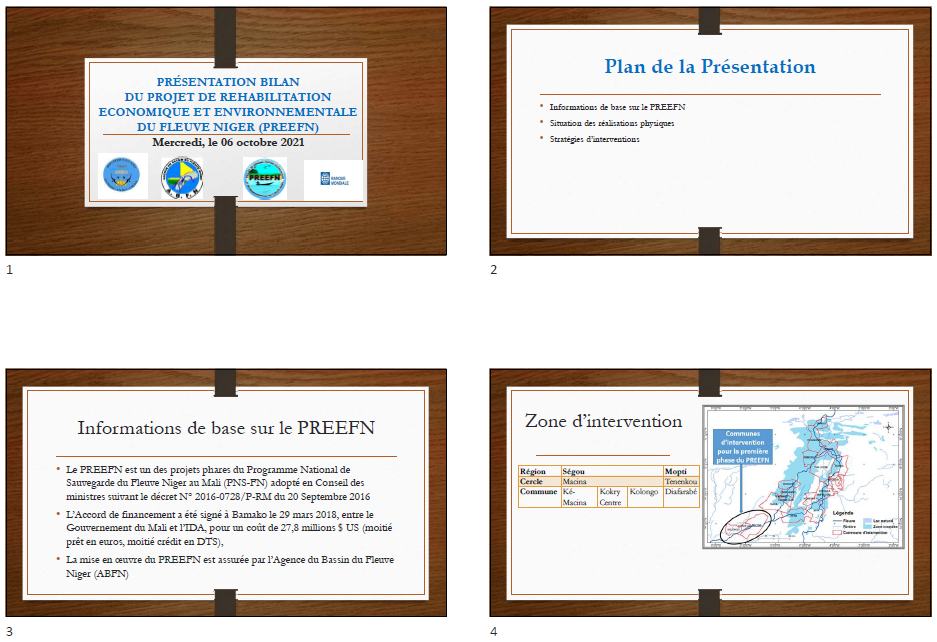 PRÉSENTATION BILAN
DU PROJET DE REHABILITATION
ECONOMIQUE ET ENVIRONNEMENTALE
DU FLEUVE NIGER (PREEFN)
Mercredi, le 06 octobre 2021
PREEFN
BANQUE
MONDIALE
1
Plan de la Présentation
• Informations de base sur le PREEFN
• Situation des réalisations physiques
• Stratégies d'interventions
2
Informations de base sur le PREEFN
• Le PREEFN est un des projets phares du Programme National de
Sauvegarde du Fleuve Niger au Mali (PNS-FN) adopté en Conseil des
ministres suivant le décret N° 2016-0728/P-RM du 20 Septembre 2016
• L'Accord de financement a été signé à Bamako le 29 mars 2018, entre le
Gouvernement du Mali et l'IDA, pour un coût de 27,8 millions $ US (moitié
prêt en euros, moitié crédit en DTS),
• La mise en œuvre du PREEFN est assurée par l'Agence du Bassin du Fleuve
Niger (ABFN)
3
Zone d'intervention
Région Ségou Mopti
Cercle Macina Tenenkou
Commune Ké-Macina Kokry Centre Kolongo Diafarabé
Communes
d'intervention
pour la première
phase du PREEFN
Légende
Fleuve
Rivière
Lac naturel
Zone inondée
Commune d'intervention
4